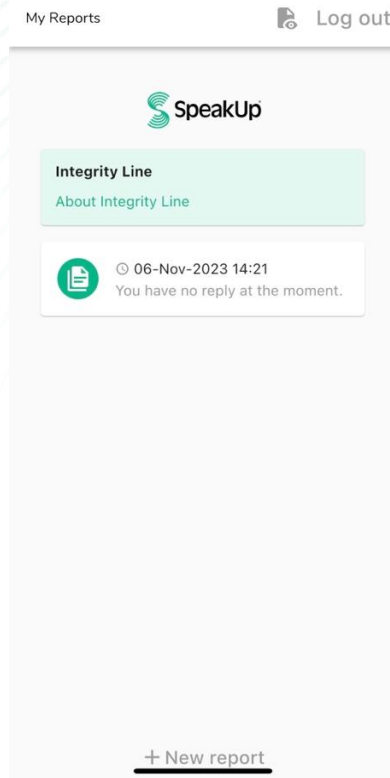 My Reports
Log out
SpeakUp
Integrity Line
About Integrity Line
06-Nov-2023 14:21
You have no reply at the moment.
+ New report